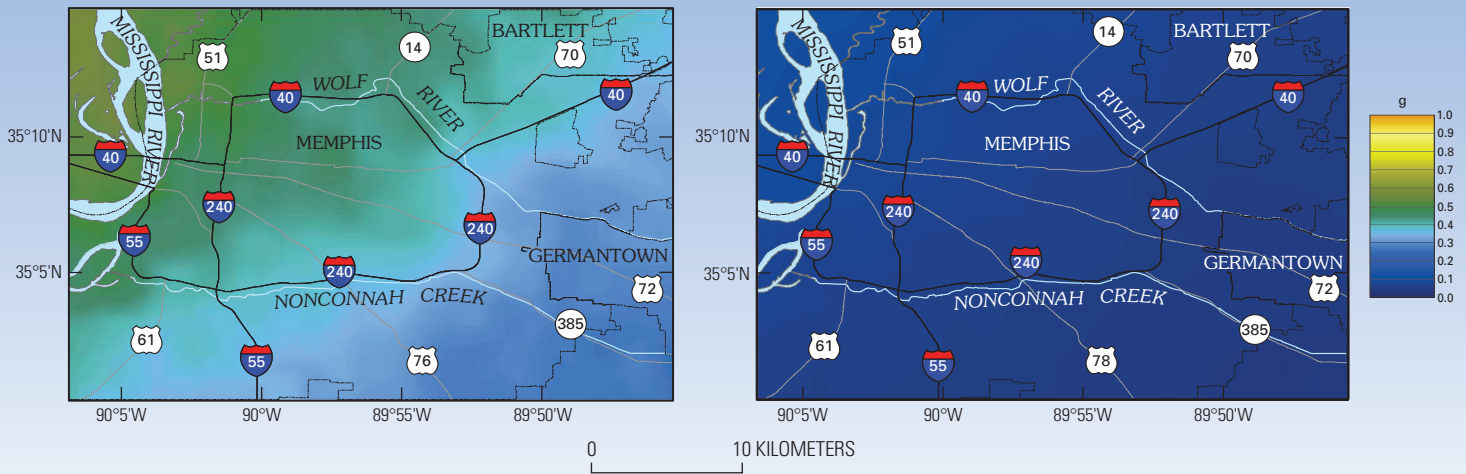 MISSISSIPPI RIVER
51
14
BARTLETT
70
WOLF RIVER
40
40
35°10'N
MEMPHIS
40
240
240
55
GERMANTOWN
35°5'N
240
72
NONCONNAH CREEK
385
61
76
55
90°5'W
90°W
89°55'W
89°50'W
MISSISSIPPI RIVER
51
14
BARTLETT
70
WOLF RIVER
40
40
35°10'N
MEMPHIS
40
240
240
55
GERMANTOWN
35°5'N
240
72
NONCONNAH CREEK
385
61
78
55
90°5'W
90°W
89°55'W
89°50'W
g
1.0
0.9
0.8
0.7
0.6
0.5
0.4
0.3
0.2
0.1
0.0
0
10 KILOMETERS